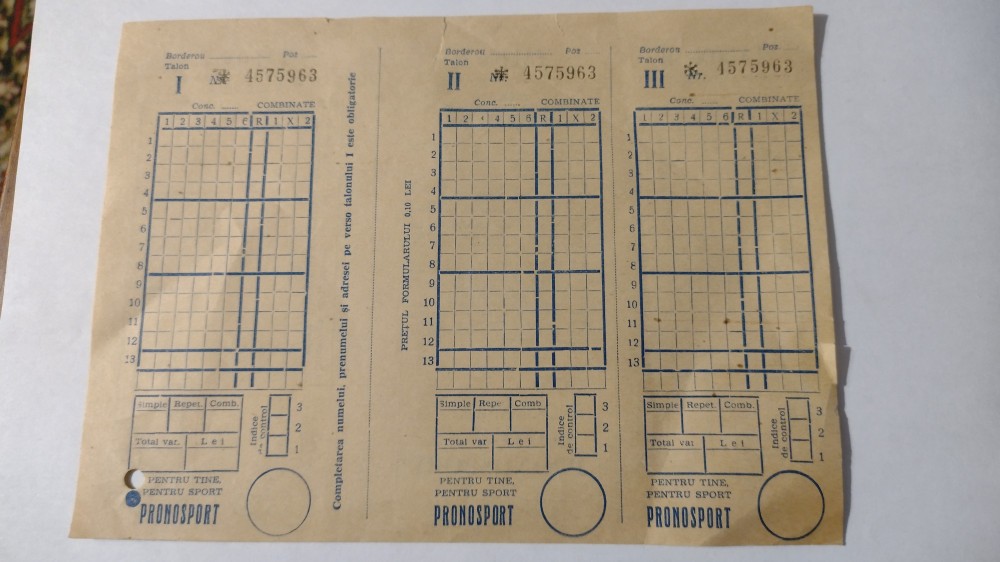 Borderou Poz
Talon
I Nr. 4575963
Conc. COMBINATE
1 2 3 4 5 6 R 1 X 2
1
2
3
4
5
6
7
8
9
10
11
12
13
Simple Repet. Comb.
Total var. Lei
Indice de control
3
2
1
PENTRU TINE,
PENTRU SPORT
PRONOSPORT
Completarea numelui, prenumelui și adresei pe verso talonului I este obligatorie
PREȚUL FORMULARULUI 0,10 LEI
Borderou Poz
Talon
II Nr. 4575963
Conc. COMBINATE
1 2 3 4 5 6 R 1 X 2
1
2
3
4
5
6
7
8
9
10
11
12
13
Simple Repe Comb
Total var Lei
Indice de control
3
2
1
PENTRU TINE,
PENTRU SPORT
PRONOSPORT
Borderou Poz.
Talon
III Nr. 4575963
Conc. COMBINATE
1 2 3 4 5 6 R 1 X 2
1
2
3
4
5
6
7
8
9
10
11
12
13
Simple Repet. Comb.
Total var Lei
Indice de control
3
2
1
PENTRU TINE,
PENTRU SPORT
PRONOSPORT